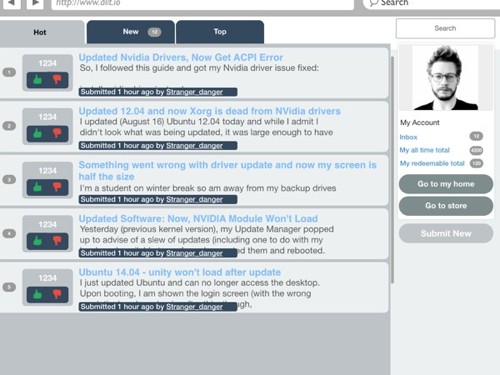 http://www.dilt.io
Search
Hot
New 12
Top
Search
1
1234
Updated Nvidia Drivers, Now Get ACPI Error
So, I followed this guide and got my Nvidia driver issue fixed:
Submitted 1 hour ago by Stranger_danger
2
1234
Updated 12.04 and now Xorg is dead from NVidia drivers
I updated (August 16) Ubuntu 12.04 today and while I admit I
didn't look what was being updated, it was large enough to have
Submitted 1 hour ago by Stranger_danger
3
1234
Something went wrong with driver update and now my screen is
half the size
I'm a student on winter break so am away from my backup drives
Submitted 1 hour ago by Stranger_danger
4
1234
Updated Software: Now, NVIDIA Module Won't Load
Yesterday (previous kernel version), my Update Manager popped
up to advise of a slew of updates (including one to do with my
them and rebooted.
Submitted 1 hour ago by Stranger_danger
5
1234
Ubuntu 14.04 - unity won't load after update
I just updated Ubuntu and can no longer access the desktop.
Upon booting, I am shown the login screen (with the wrong
Submitted 1 hour ago by Stranger_danger
My Account
Inbox 12
My all time total
My redeemable total
Go to my home
Go to store
Submit New